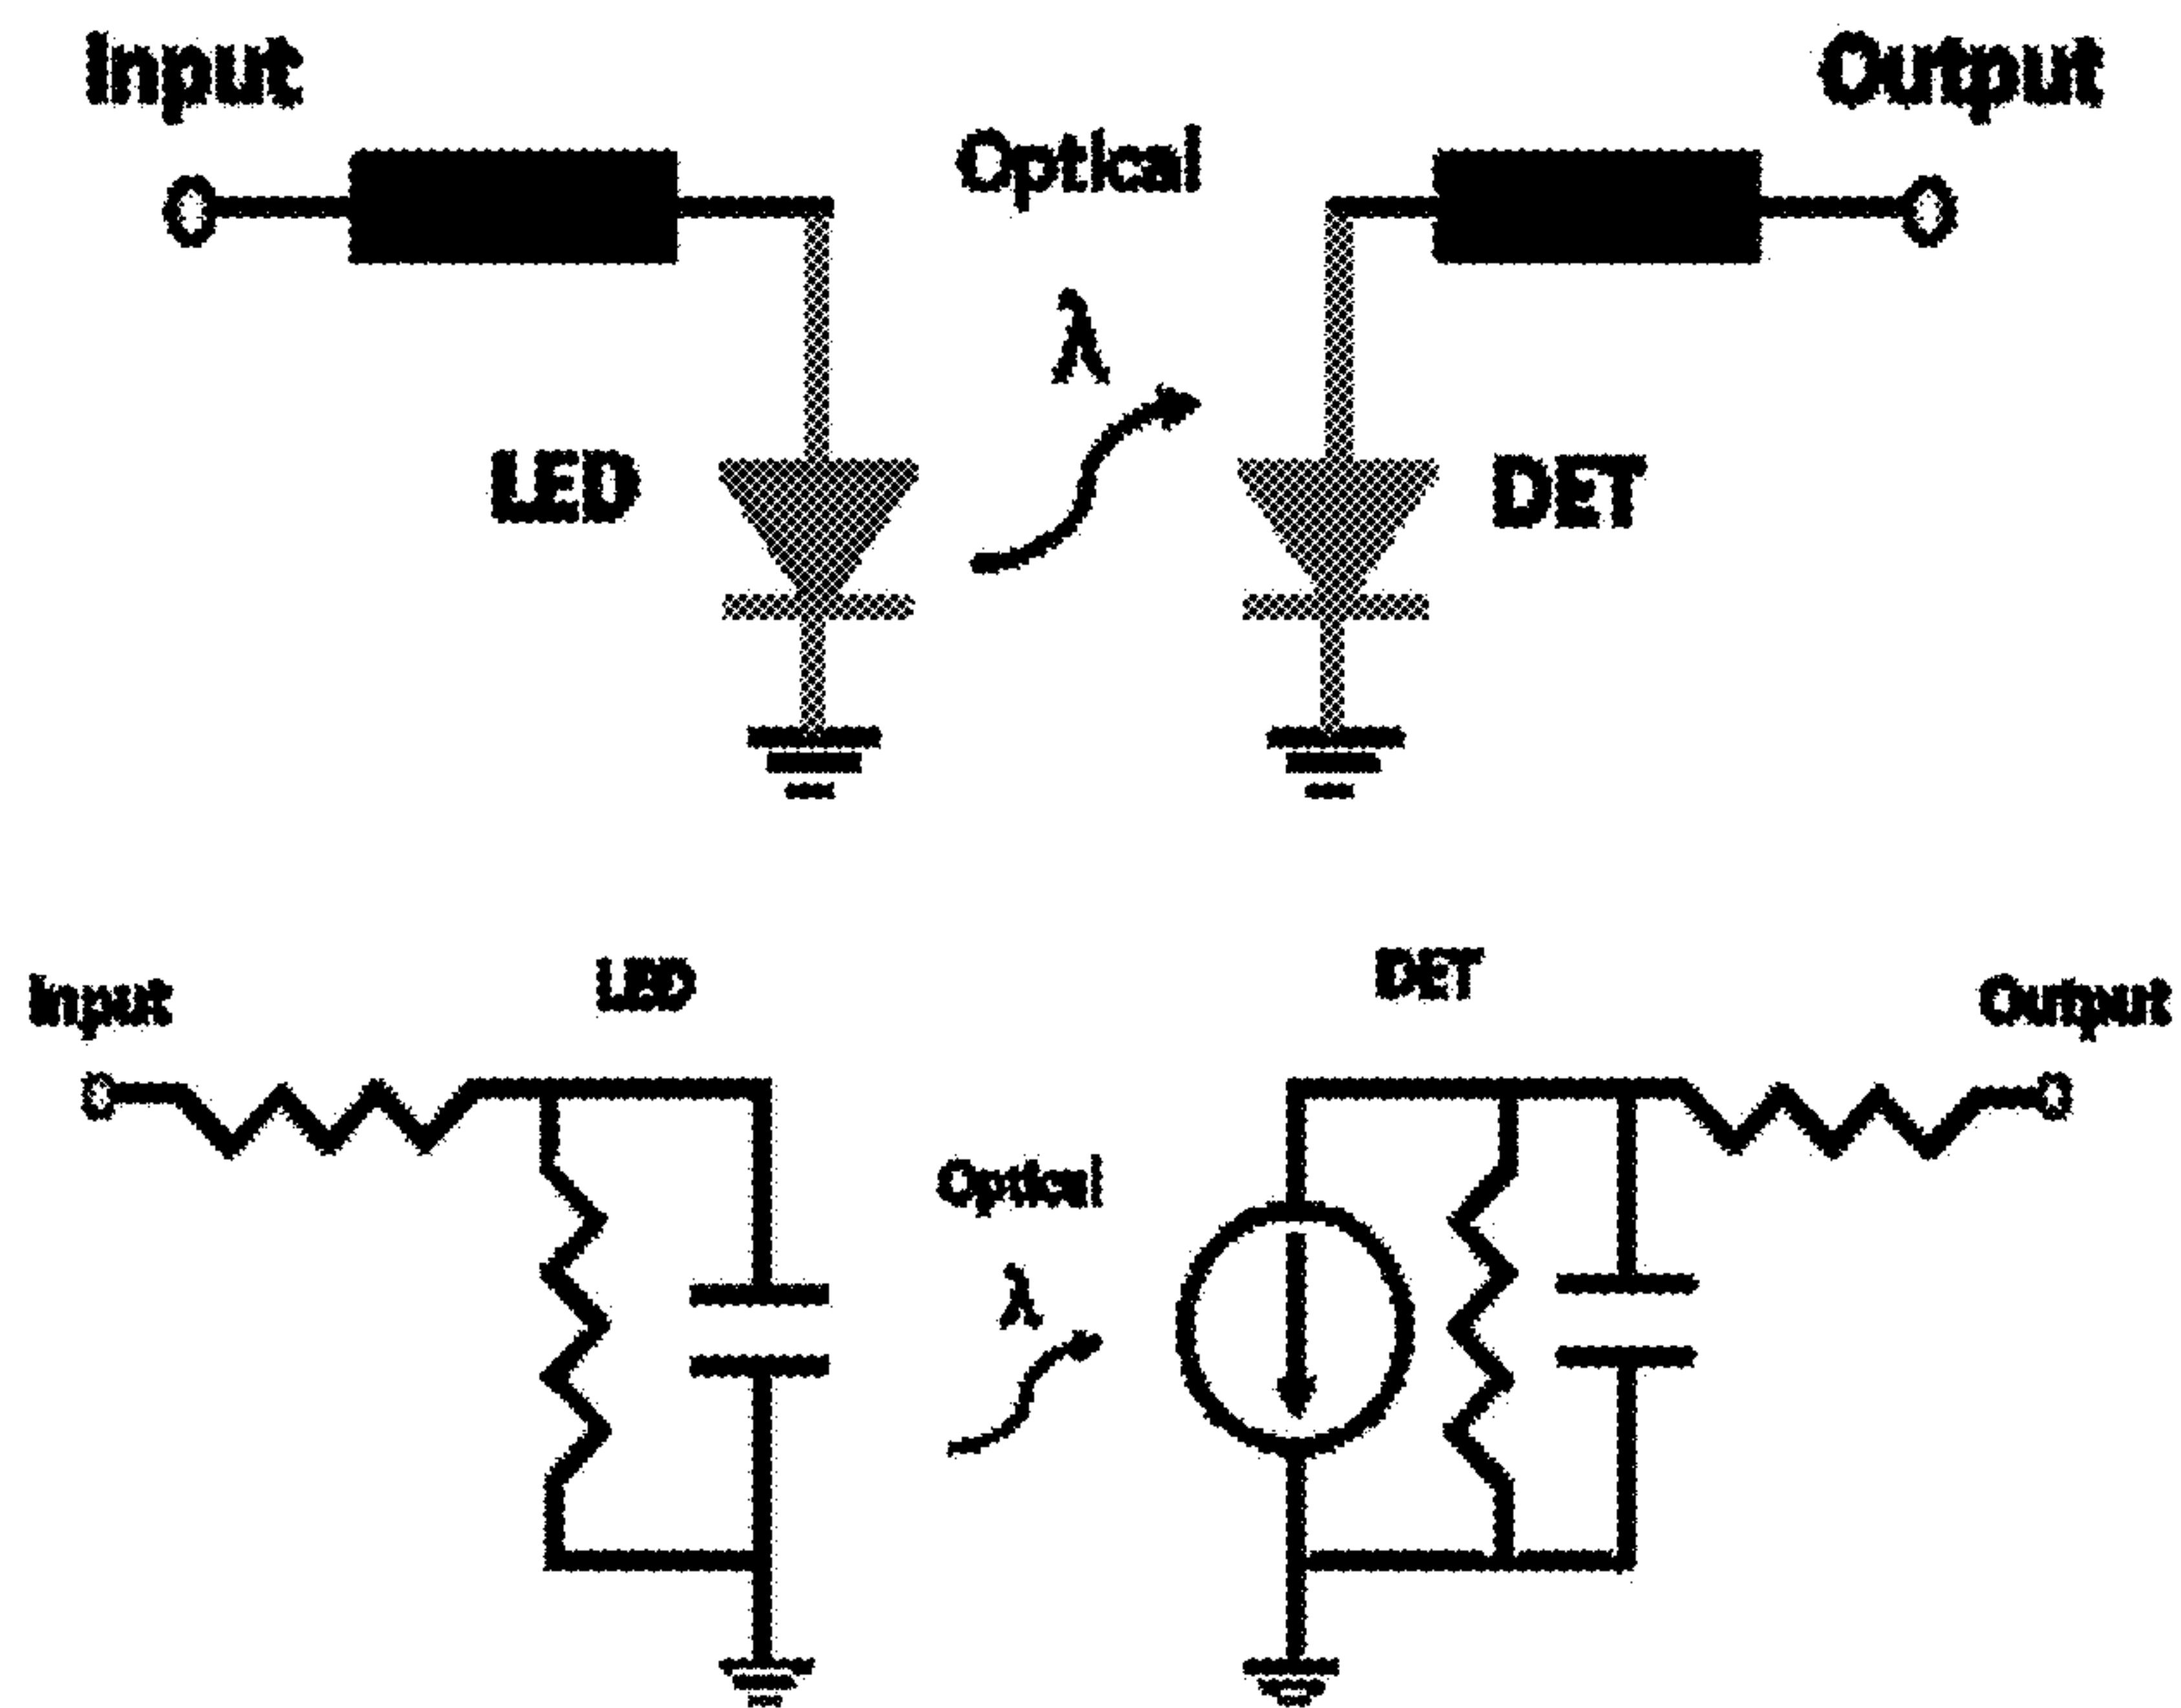 Input
Output
Optical
λ
LED
DET
LED
DET
Input
Output
Optical
λ